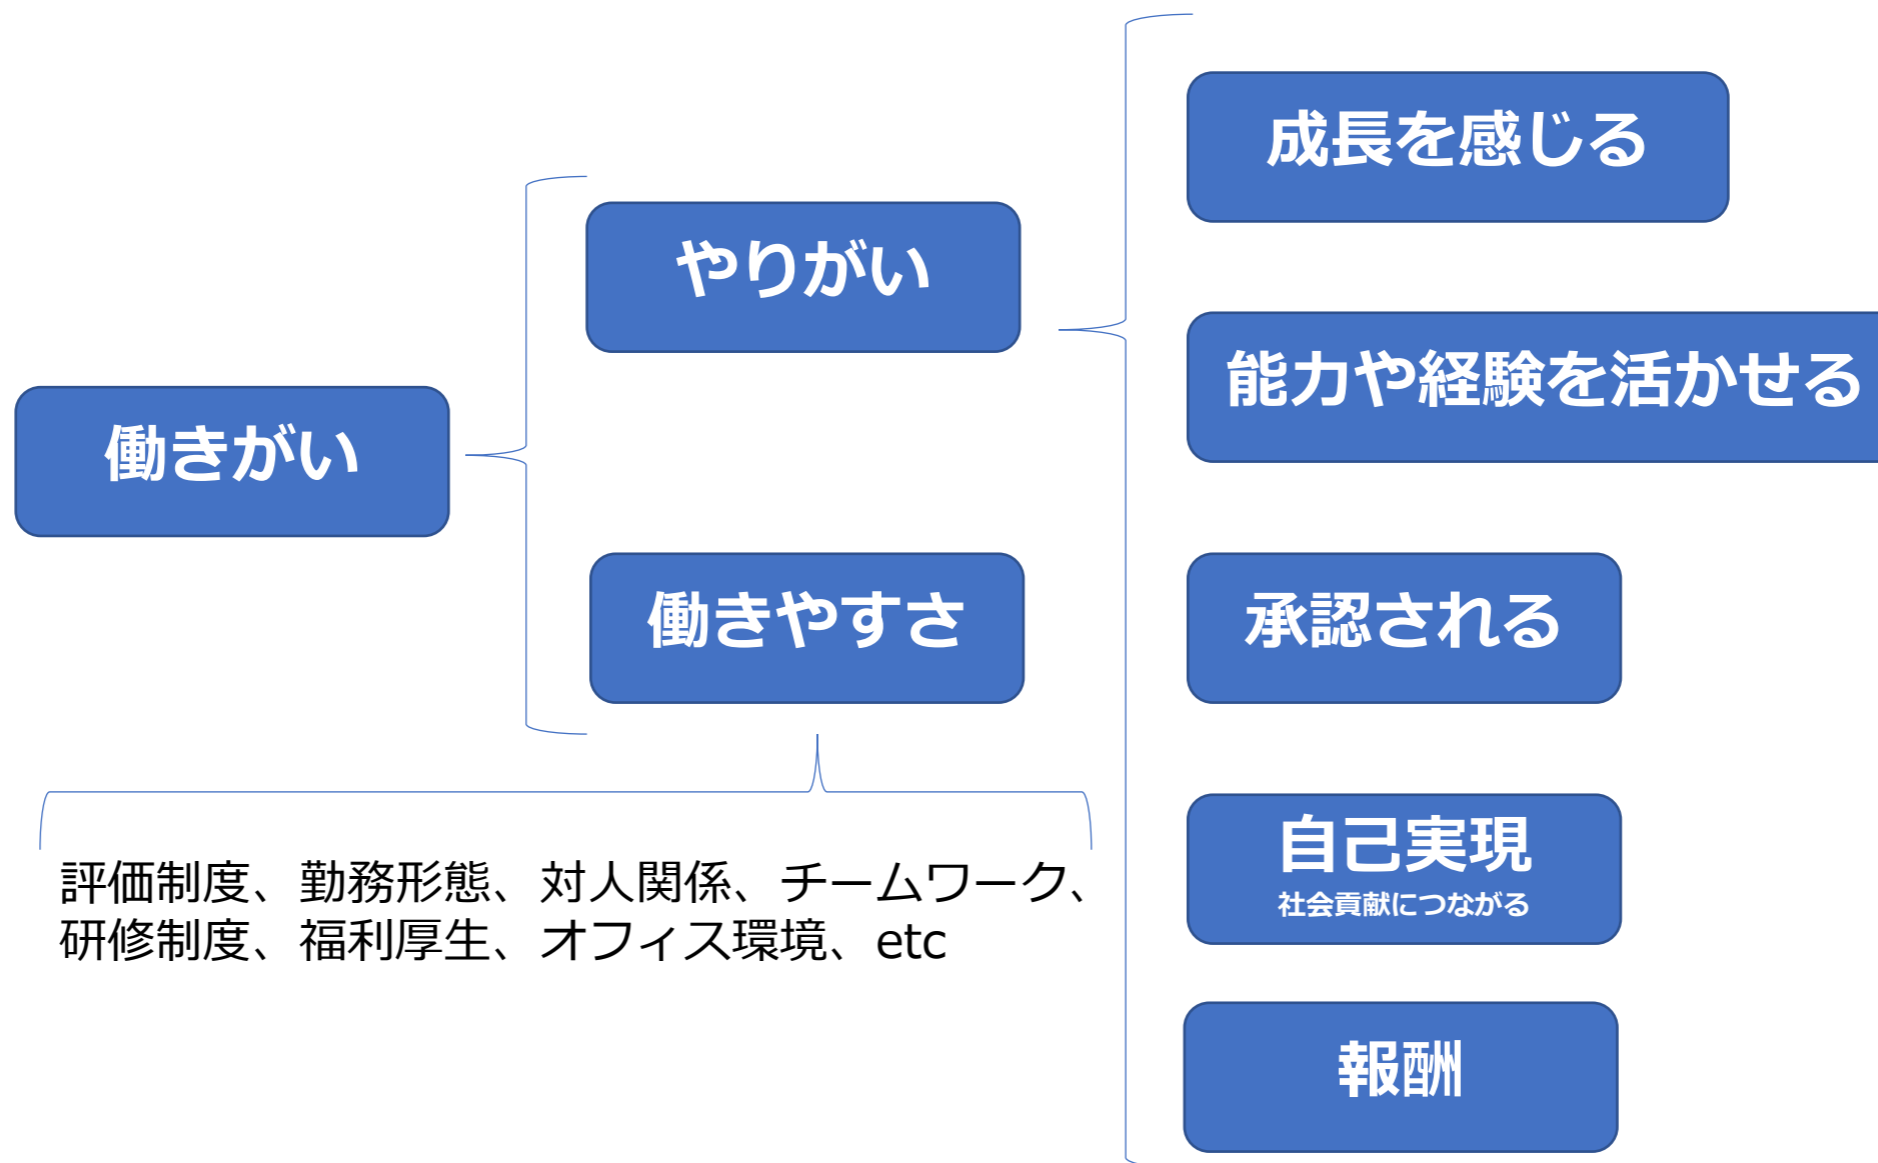 働きがい
やりがい
働きやすさ
評価制度、勤務形態、対人関係、チームワーク、
研修制度、福利厚生、オフィス環境、etc
成長を感じる
能力や経験を活かせる
承認される
自己実現
社会貢献につながる
報酬